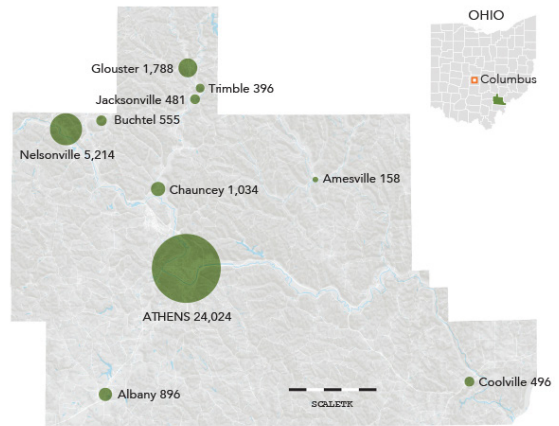 OHIO
Columbus
Glouster 1,788
Trimble 396
Jacksonville 481
Buchtel 555
Nelsonville 5,214
Chauncey 1,034
Amesville 158
ATHENS 24,024
Albany 896
Coolville 496
SCALETK